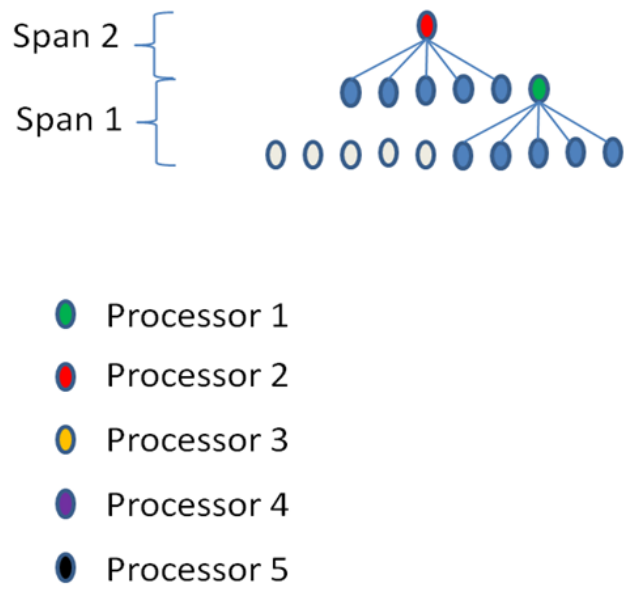 Span 2
Span 1
Processor 1
Processor 2
Processor 3
Processor 4
Processor 5